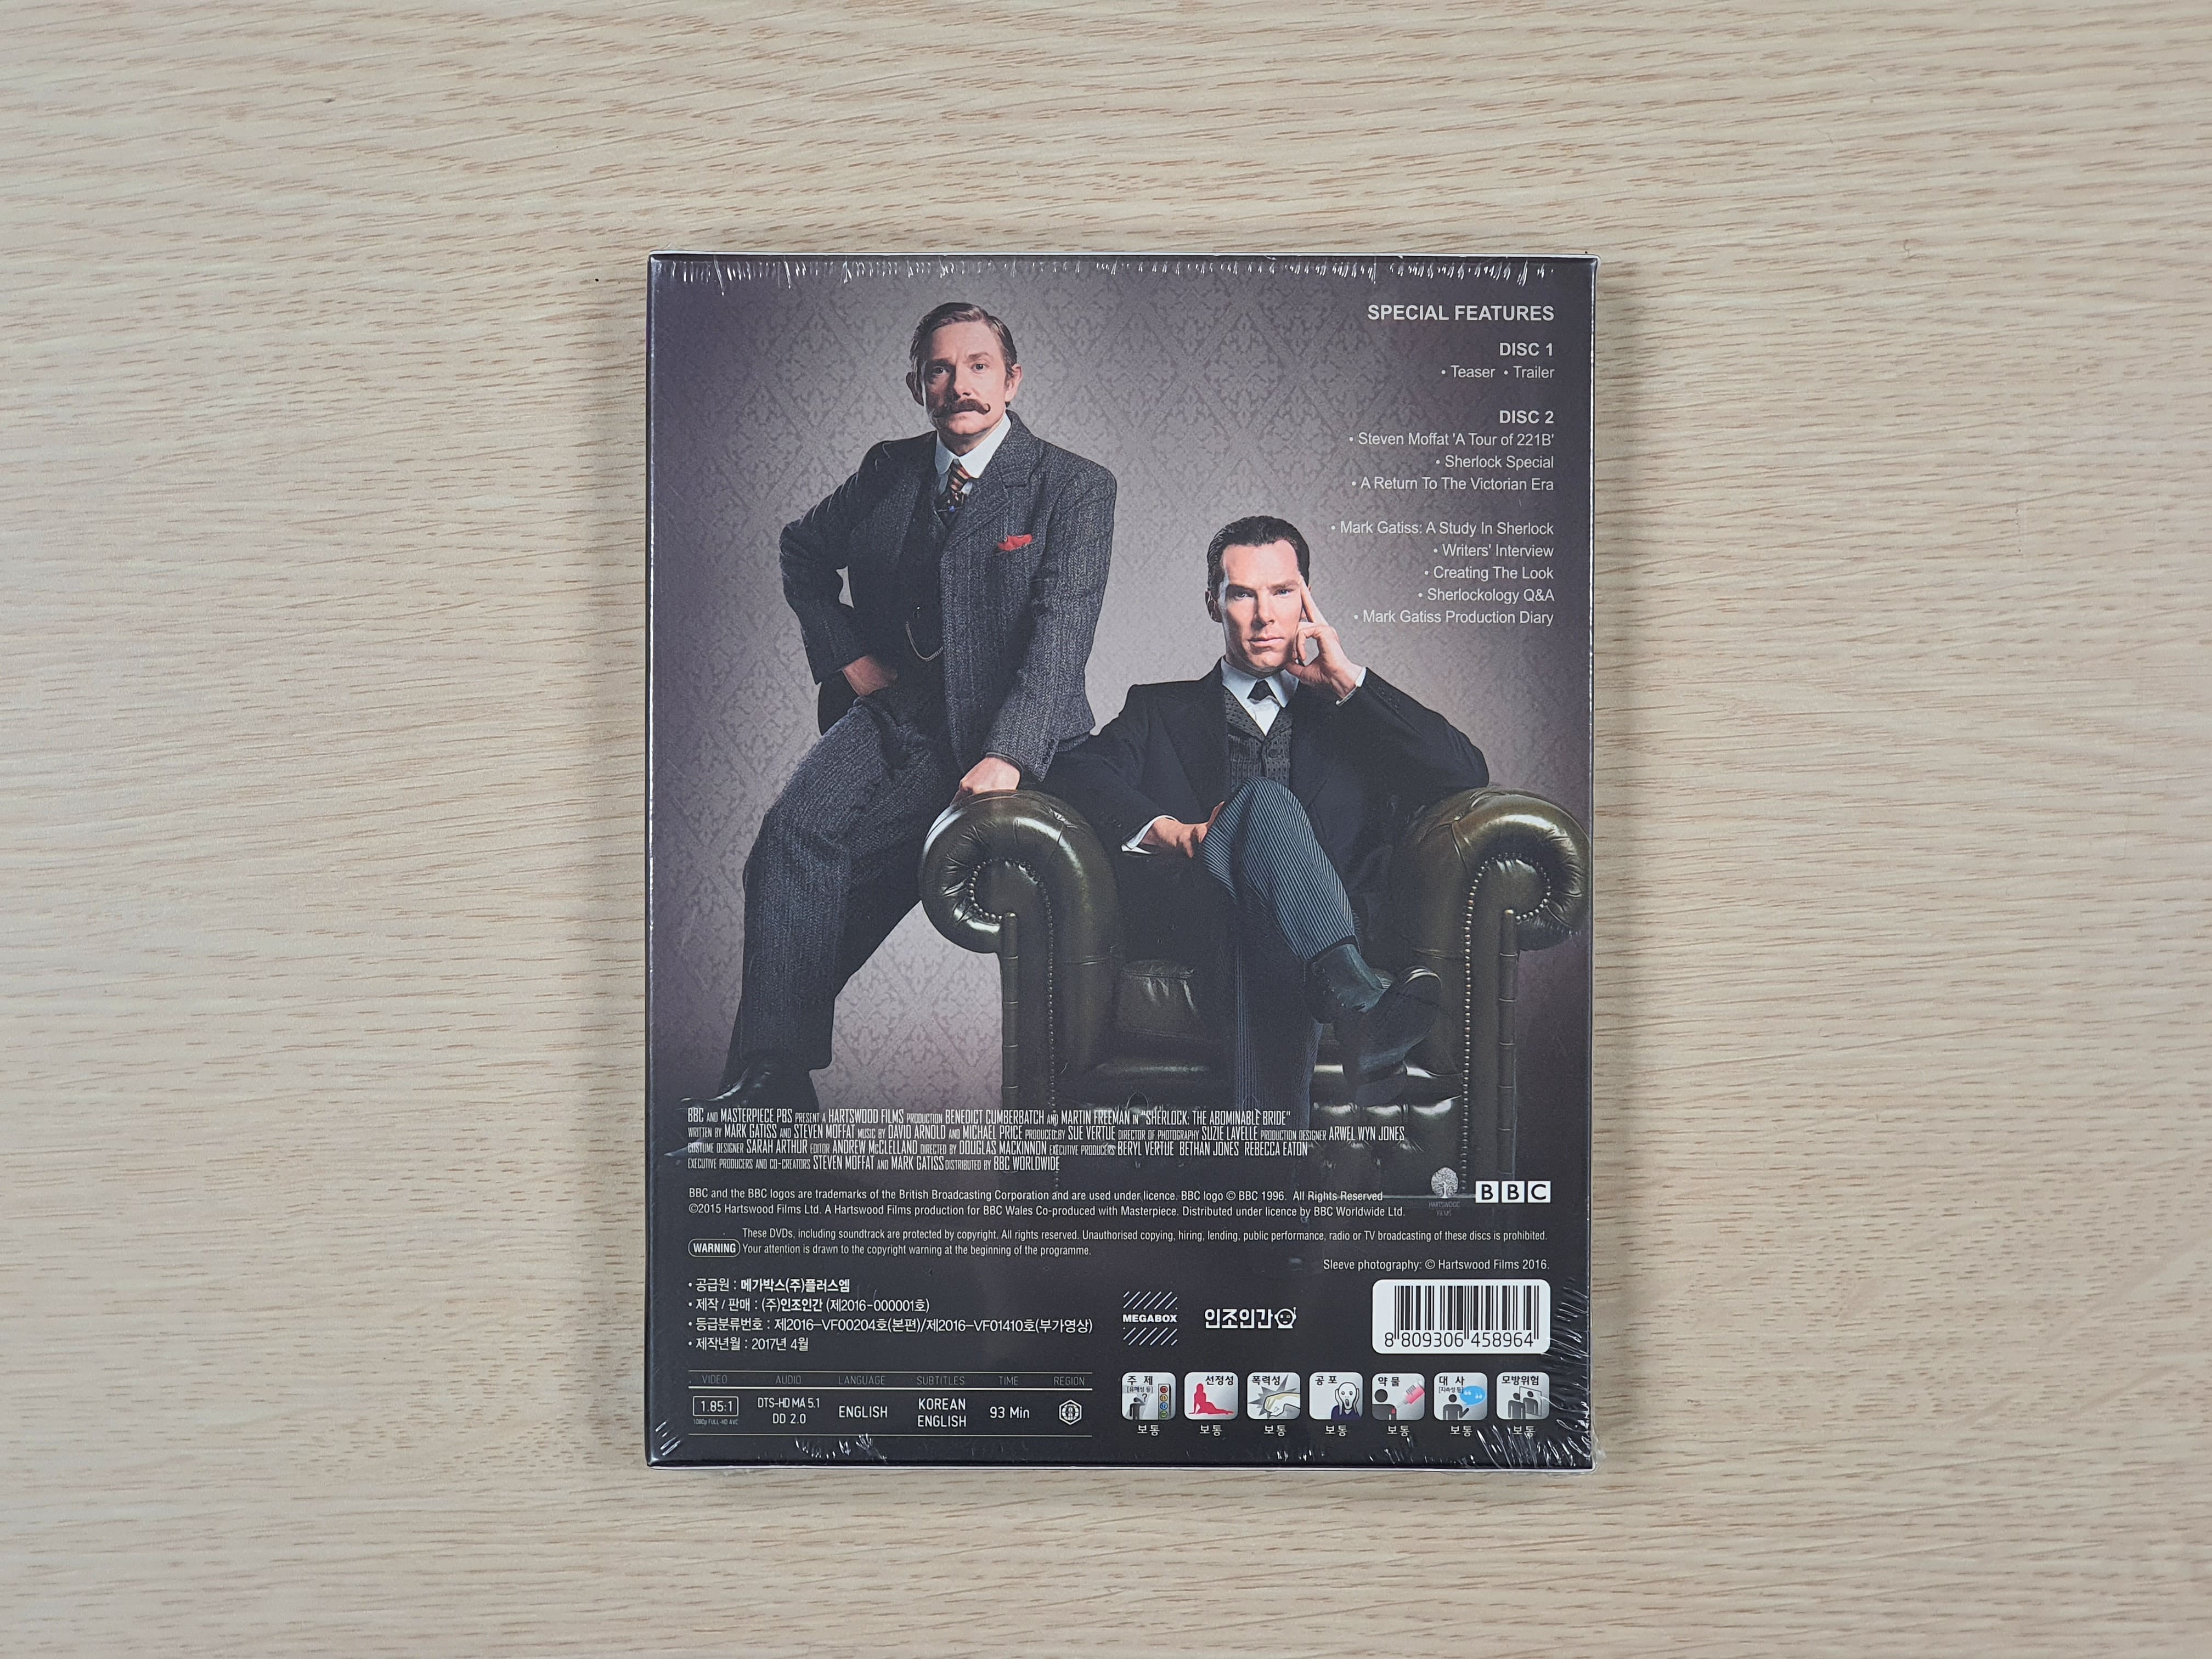 SPECIAL FEATURES
DISC 1
• Teaser • Trailer
DISC 2
• Steven Moffat 'A Tour of 221B'
• Sherlock Special
• A Return To The Victorian Era
• Mark Gatiss: A Study In Sherlock
• Writers' Interview
• Creating The Look
• Sherlockology Q&A
• Mark Gatiss Production Diary
BBC AND MASTERPIECE PBS PRESENT A HARTSWOOD FILMS PRODUCTION BENEDICT CUMBERBATCH AND MARTIN FREEMAN IN "SHERLOCK: THE ABOMINABLE BRIDE"
WRITTEN BY MARK GATISS AND STEVEN MOFFAT MUSIC BY DAVID ARNOLD AND MICHAEL PRICE PRODUCED BY SUE VERTUE DIRECTOR OF PHOTOGRAPHY SUZIE LAVELLE PRODUCTION DESIGNER ARWEL WYN JONES
COSTUME DESIGNER SARAH ARTHUR EDITOR ANDREW McCLELLAND DIRECTED BY DOUGLAS MACKINNON EXECUTIVE PRODUCERS BERYL VERTUE BETHAN JONES REBECCA EATON
EXECUTIVE PRODUCERS AND CO-CREATORS STEVEN MOFFAT AND MARK GATISS DISTRIBUTED BY BBC WORLDWIDE
BBC and the BBC logos are trademarks of the British Broadcasting Corporation and are used under licence. BBC logo © BBC 1996. All Rights Reserved
©2015 Hartswood Films Ltd. A Hartswood Films production for BBC Wales Co-produced with Masterpiece. Distributed under licence by BBC Worldwide Ltd.
HARTSWOOD
FILMS
BBC
WARNING These DVDs, including soundtrack are protected by copyright. All rights reserved. Unauthorised copying, hiring, lending, public performance, radio or TV broadcasting of these discs is prohibited.
Your attention is drawn to the copyright warning at the beginning of the programme.
Sleeve photography: © Hartswood Films 2016.
• 공급원 : 메가박스(주)플러스엠
• 제작 / 판매 : (주)인조인간 (제2016-000001호)
• 등급분류번호 : 제2016-VF00204호(본편)/제2016-VF01410호(부가영상)
• 제작년월 : 2017년 4월
MEGABOX
인조인간
8 809306 458964
VIDEO AUDIO LANGUAGE SUBTITLES TIME REGION
1.85:1 DTS-HD MA 5.1 ENGLISH KOREAN 93 Min
1080p FULL-HD AVC DD 2.0 ENGLISH
주 제 선정성 폭력성 공 포 약 물 대 사 모방위험
[유해성 등] [지속성 등]
보통 보통 보통 보통 보통 보통 보통